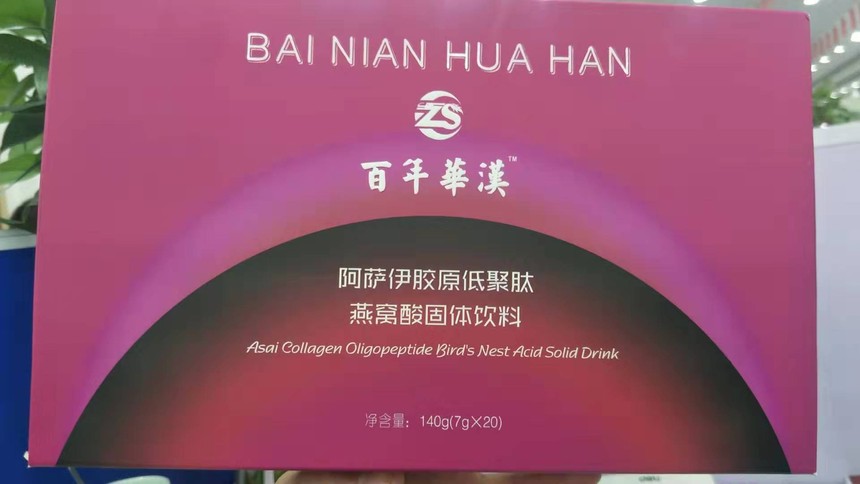 BAI NIAN HUA HAN
ZS
百年華漢™
阿萨伊胶原低聚肽
燕窝酸固体饮料
Asai Collagen Oligopeptide Bird's Nest Acid Solid Drink
净含量：140g(7g×20)